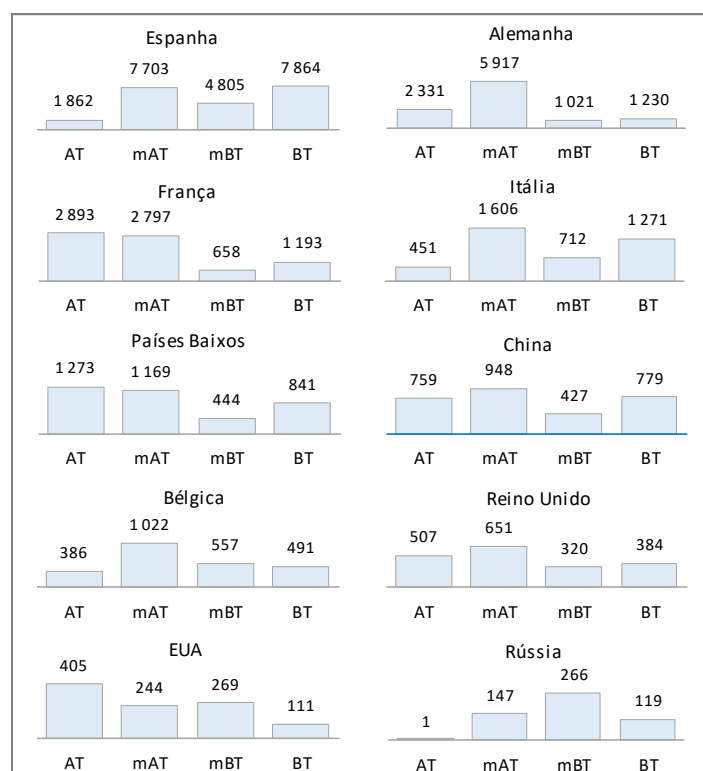 Espanha
1 862
7 703
4 805
7 864
AT mAT mBT BT
Alemanha
2 331
5 917
1 021
1 230
AT mAT mBT BT
França
2 893
2 797
658
1 193
AT mAT mBT BT
Itália
451
1 606
712
1 271
AT mAT mBT BT
Países Baixos
1 273
1 169
444
841
AT mAT mBT BT
China
759
948
427
779
AT mAT mBT BT
Bélgica
386
1 022
557
491
AT mAT mBT BT
Reino Unido
507
651
320
384
AT mAT mBT BT
EUA
405
244
269
111
AT mAT mBT BT
Rússia
1
147
266
119
AT mAT mBT BT